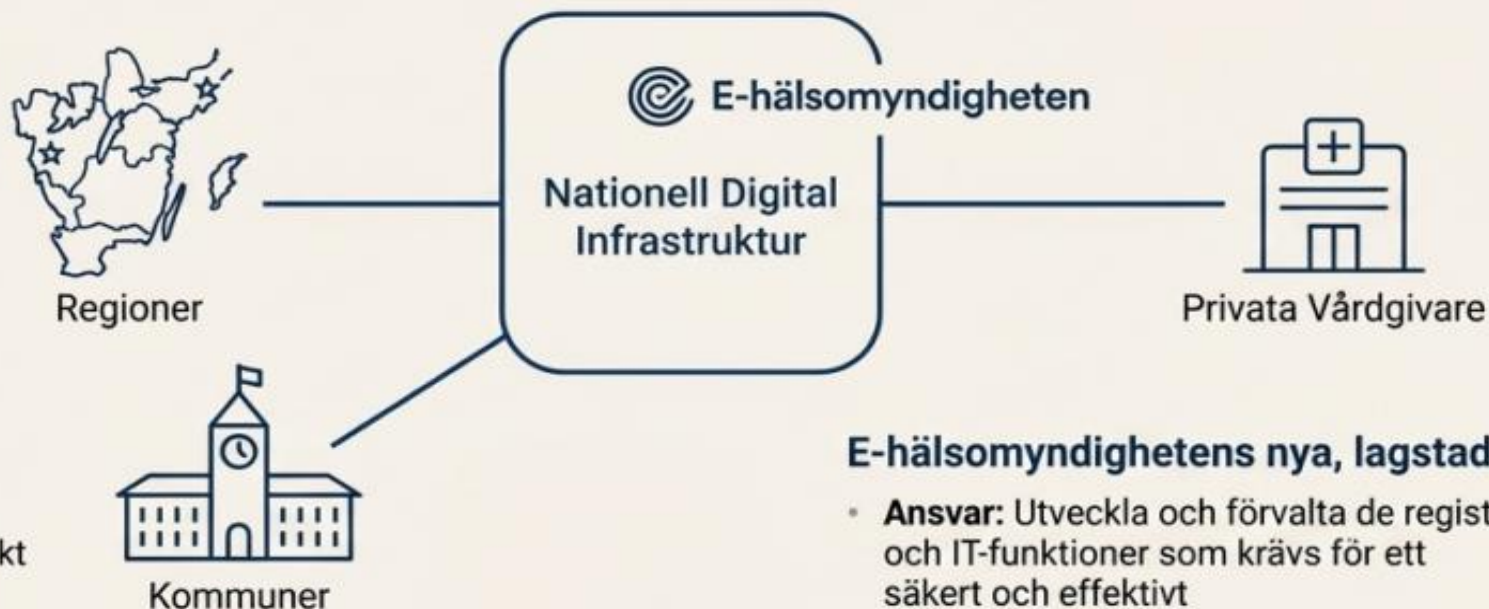 E-hälsomyndigheten
Nationell Digital
Infrastruktur
Regioner
Privata Vårdgivare
Kommuner
kt
E-hälsomyndighetens nya, lagstad
• Ansvar: Utveckla och förvalta de regist
och IT-funktioner som krävs för ett
säkert och effektivt